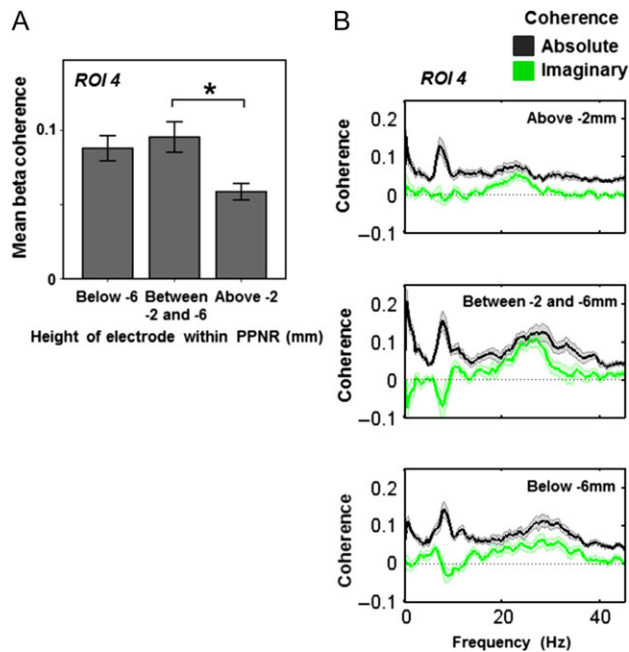 A
ROI 4
*
0.1
0
Mean beta coherence
Below -6 Between Above -2
-2 and -6
Height of electrode within PPNR (mm)
B
Coherence
Absolute
Imaginary
ROI 4
Above -2mm
0.2
0.1
0
–0.1
Coherence
Between -2 and -6mm
0.2
0.1
0
–0.1
Coherence
Below -6mm
0.2
0.1
0
–0.1
Coherence
0 20 40
Frequency (Hz)